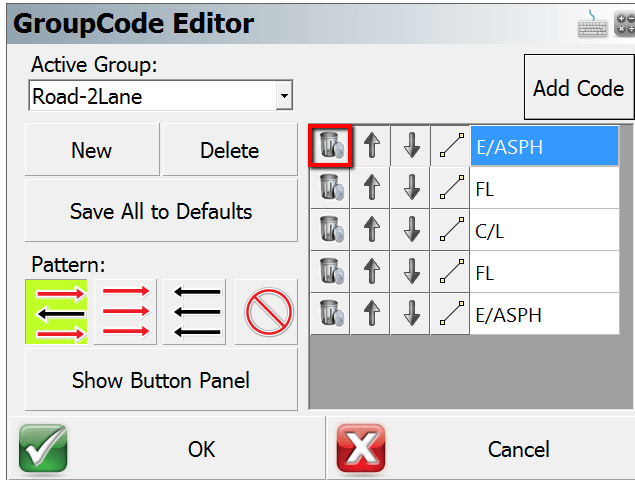 GroupCode Editor
Active Group:
Road-2Lane
Add Code
New
Delete
Save All to Defaults
Pattern:
Show Button Panel
E/ASPH
FL
C/L
FL
E/ASPH
OK
Cancel